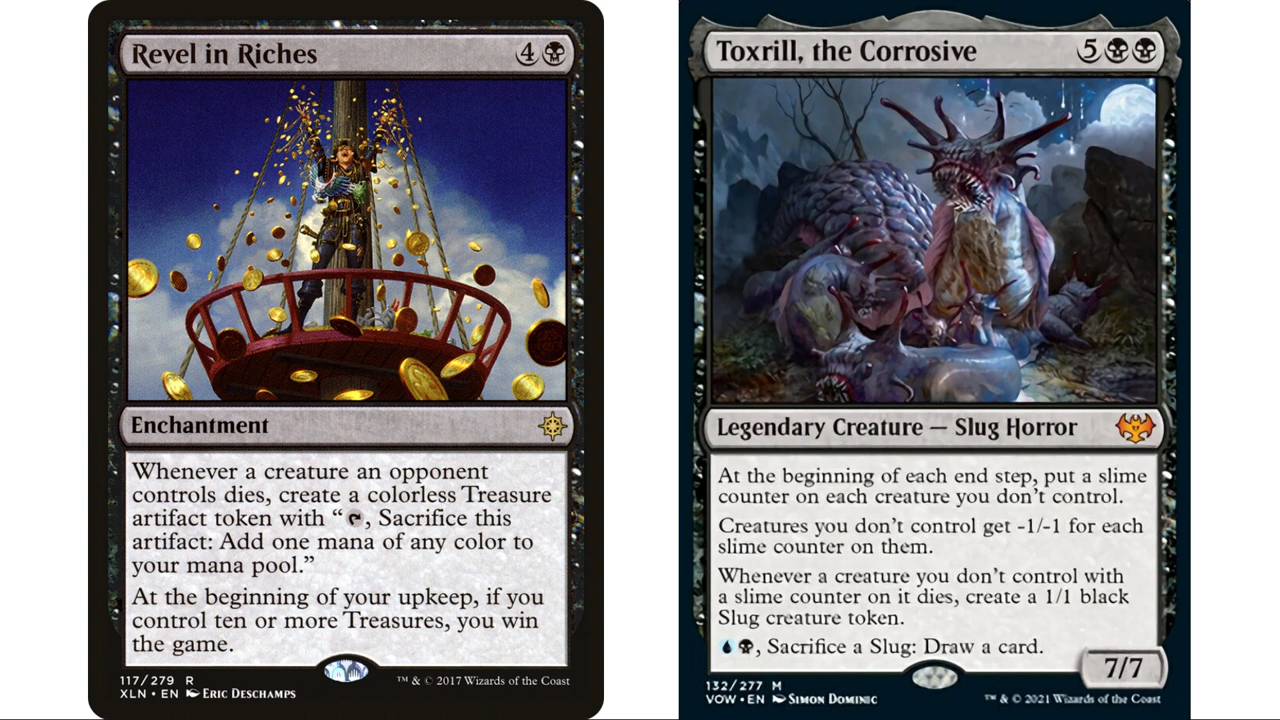 Revel in Riches 4
Enchantment
Whenever a creature an opponent
controls dies, create a colorless Treasure
artifact token with “ , Sacrifice this
artifact: Add one mana of any color to
your mana pool.”
At the beginning of your upkeep, if you
control ten or more Treasures, you win
the game.
117/279 R
XLN • EN Eric Deschamps
™ & © 2017 Wizards of the Coast
Toxrill, the Corrosive 5
Legendary Creature — Slug Horror
At the beginning of each end step, put a slime
counter on each creature you don’t control.
Creatures you don’t control get -1/-1 for each
slime counter on them.
Whenever a creature you don’t control with
a slime counter on it dies, create a 1/1 black
Slug creature token.
, Sacrifice a Slug: Draw a card.
7/7
132/277 M
VOW • EN Simon Dominic
™ & © 2021 Wizards of the Coast